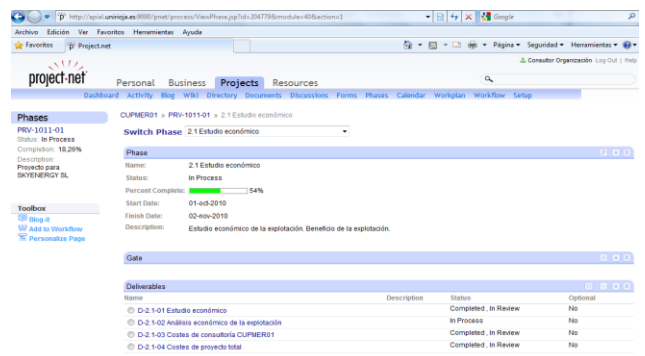 http://epial.unirioja.es:9080/pnet/process/ViewPhase.jsp?id=204779&module=40&action=1
Google
Archivo Edición Ver Favoritos Herramientas Ayuda
Favoritos Project.net
Página Seguridad Herramientas
Consultor Organización Log Out | Help
project·net
Personal Business Projects Resources
Dashboard Activity Blog Wiki Directory Documents Discussions Forms Phases Calendar Workplan Workflow Setup
Phases
PRV-1011-01
Status: In Process
Completion: 18,26%
Description:
Proyecto para
SKYENERGY SL
Toolbox
Blog-it
Add to Workflow
Personalize Page
CUPMER01 » PRV-1011-01 » 2.1 Estudio económico
Switch Phase 2.1 Estudio económico
Phase
Name: 2.1 Estudio económico
Status: In Process
Percent Complete: 54%
Start Date: 01-oct-2010
Finish Date: 02-nov-2010
Description: Estudio económico de la explotación. Beneficio de la explotación.
Gate
Deliverables
Name Description Status Optional
D-2.1-01 Estudio económico Completed , In Review No
D-2.1-02 Análisis económico de la explotación In Process No
D-2.1-03 Costes de consultoría CUPMER01 Completed , In Review No
D-2.1-04 Costes de proyecto total Completed , In Review No